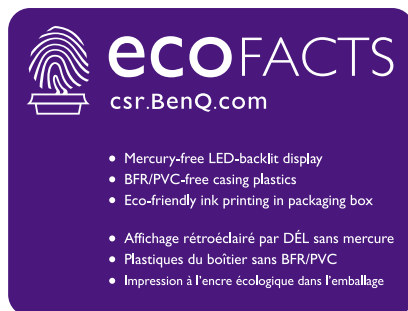 ecoFACTS
csr.BenQ.com
• Mercury-free LED-backlit display
• BFR/PVC-free casing plastics
• Eco-friendly ink printing in packaging box
• Affichage rétroéclairé par DÉL sans mercure
• Plastiques du boîtier sans BFR/PVC
• Impression à l'encre écologique dans l'emballage